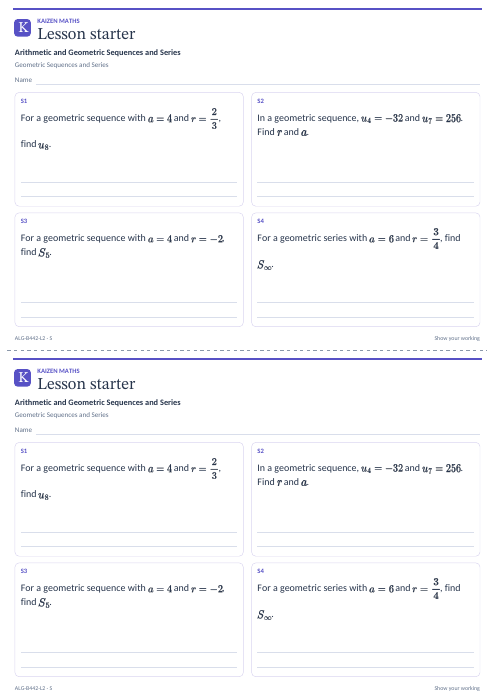 K
KAIZEN MATHS
Lesson starter
Arithmetic and Geometric Sequences and Series
Geometric Sequences and Series
Name
S1
For a geometric sequence with a = 4 and r = 2/3,
find u₈.
S2
In a geometric sequence, u₄ = −32 and u₇ = 256.
Find r and a.
S3
For a geometric sequence with a = 4 and r = −2,
find S₅.
S4
For a geometric series with a = 6 and r = 3/4, find
S∞.
ALG-B442-L2 - S
Show your working
K
KAIZEN MATHS
Lesson starter
Arithmetic and Geometric Sequences and Series
Geometric Sequences and Series
Name
S1
For a geometric sequence with a = 4 and r = 2/3,
find u₈.
S2
In a geometric sequence, u₄ = −32 and u₇ = 256.
Find r and a.
S3
For a geometric sequence with a = 4 and r = −2,
find S₅.
S4
For a geometric series with a = 6 and r = 3/4, find
S∞.
ALG-B442-L2 - S
Show your working